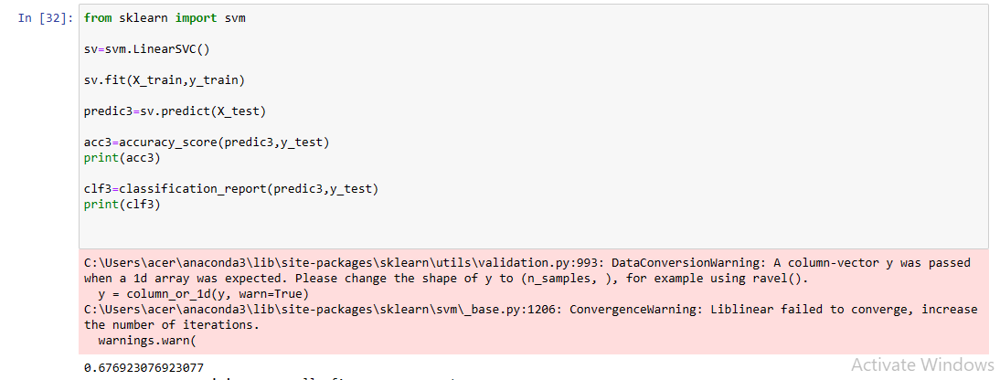 In [32]: from sklearn import svm
sv=svm.LinearSVC()
sv.fit(X_train,y_train)
predic3=sv.predict(X_test)
acc3=accuracy_score(predic3,y_test)
print(acc3)
clf3=classification_report(predic3,y_test)
print(clf3)
C:\Users\acer\anaconda3\lib\site-packages\sklearn\utils\validation.py:993: DataConversionWarning: A column-vector y was passed
when a 1d array was expected. Please change the shape of y to (n_samples, ), for example using ravel().
y = column_or_1d(y, warn=True)
C:\Users\acer\anaconda3\lib\site-packages\sklearn\svm\_base.py:1206: ConvergenceWarning: Liblinear failed to converge, increase
the number of iterations.
warnings.warn(
0.676923076923077
Activate Windows